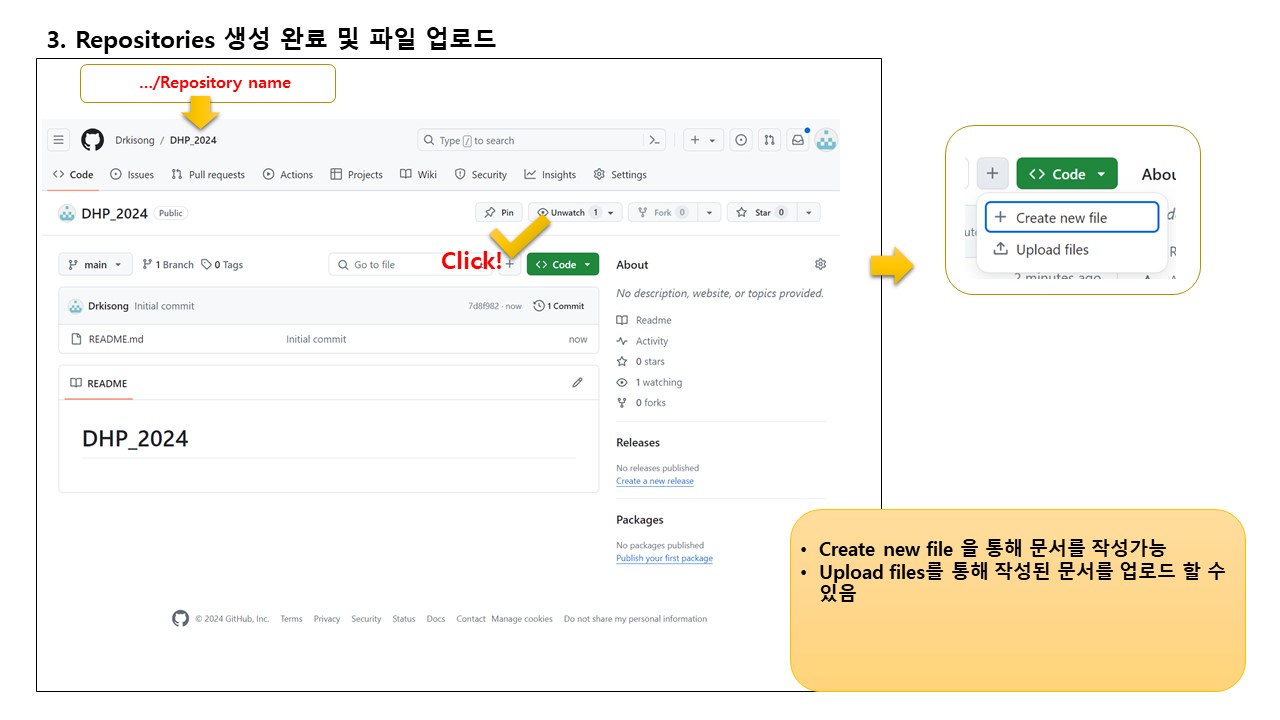 3. Repositories 생성 완료 및 파일 업로드
.../Repository name
Drkisong / DHP_2024
Type / to search
Code Issues Pull requests Actions Projects Wiki Security Insights Settings
DHP_2024 Public
Pin Unwatch 1 Fork 0 Star 0
main 1 Branch 0 Tags
Go to file
Click!
Code
Drkisong Initial commit
7d8f982 · now 1 Commit
README.md Initial commit now
README
DHP_2024
About
No description, website, or topics provided.
Readme
Activity
0 stars
1 watching
0 forks
Releases
No releases published
Create a new release
Packages
No packages published
Publish your first package
© 2024 GitHub, Inc. Terms Privacy Security Status Docs Contact Manage cookies Do not share my personal information
+ Code Abou
+ Create new file
Upload files
2 minutes ago
• Create new file 을 통해 문서를 작성가능
• Upload files를 통해 작성된 문서를 업로드 할 수
있음